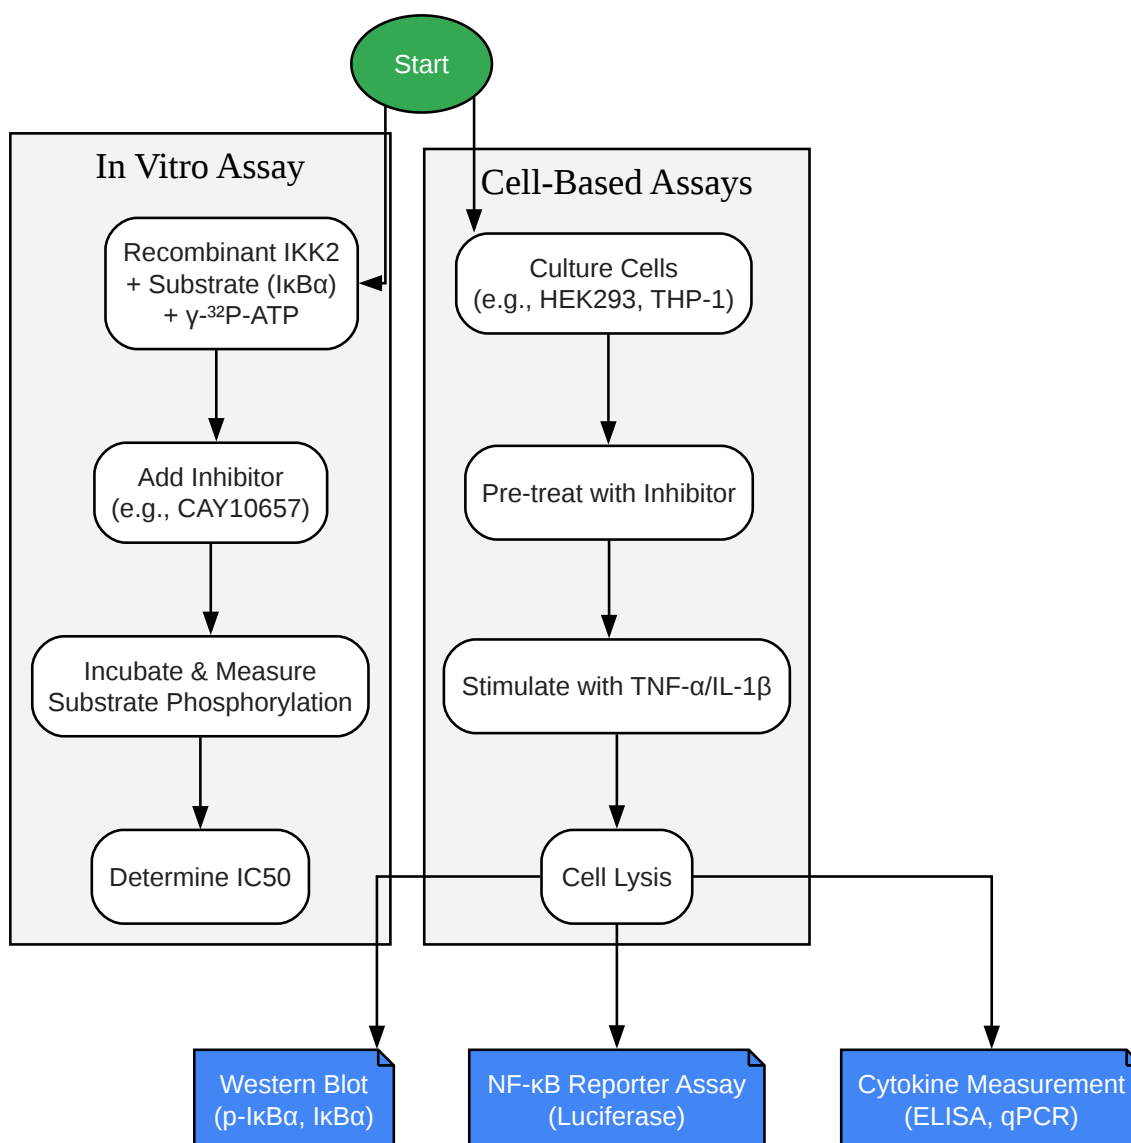 Start
In Vitro Assay
Recombinant IKK2
+ Substrate (IκBα)
+ γ-³²P-ATP
Add Inhibitor
(e.g., CAY10657)
Incubate & Measure
Substrate Phosphorylation
Determine IC50
Cell-Based Assays
Culture Cells
(e.g., HEK293, THP-1)
Pre-treat with Inhibitor
Stimulate with TNF-α/IL-1β
Cell Lysis
Western Blot
(p-IκBα, IκBα)
NF-κB Reporter Assay
(Luciferase)
Cytokine Measurement
(ELISA, qPCR)